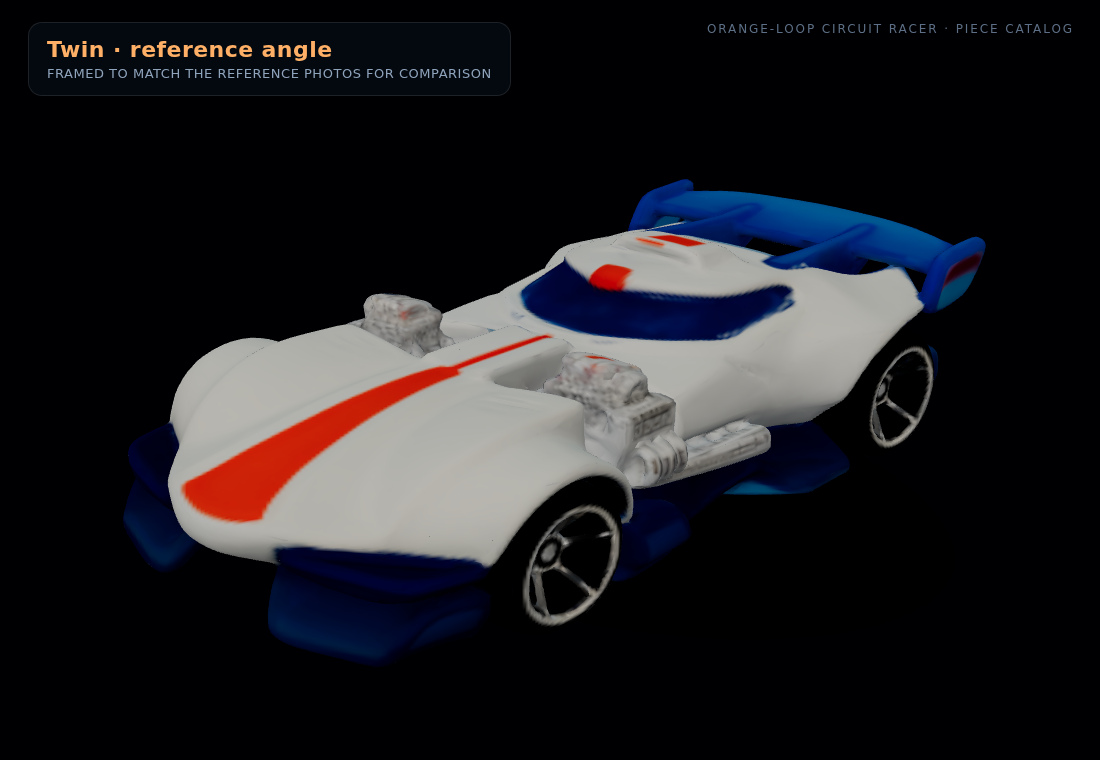 Twin · reference angle
FRAMED TO MATCH THE REFERENCE PHOTOS FOR COMPARISON
ORANGE-LOOP CIRCUIT RACER · PIECE CATALOG